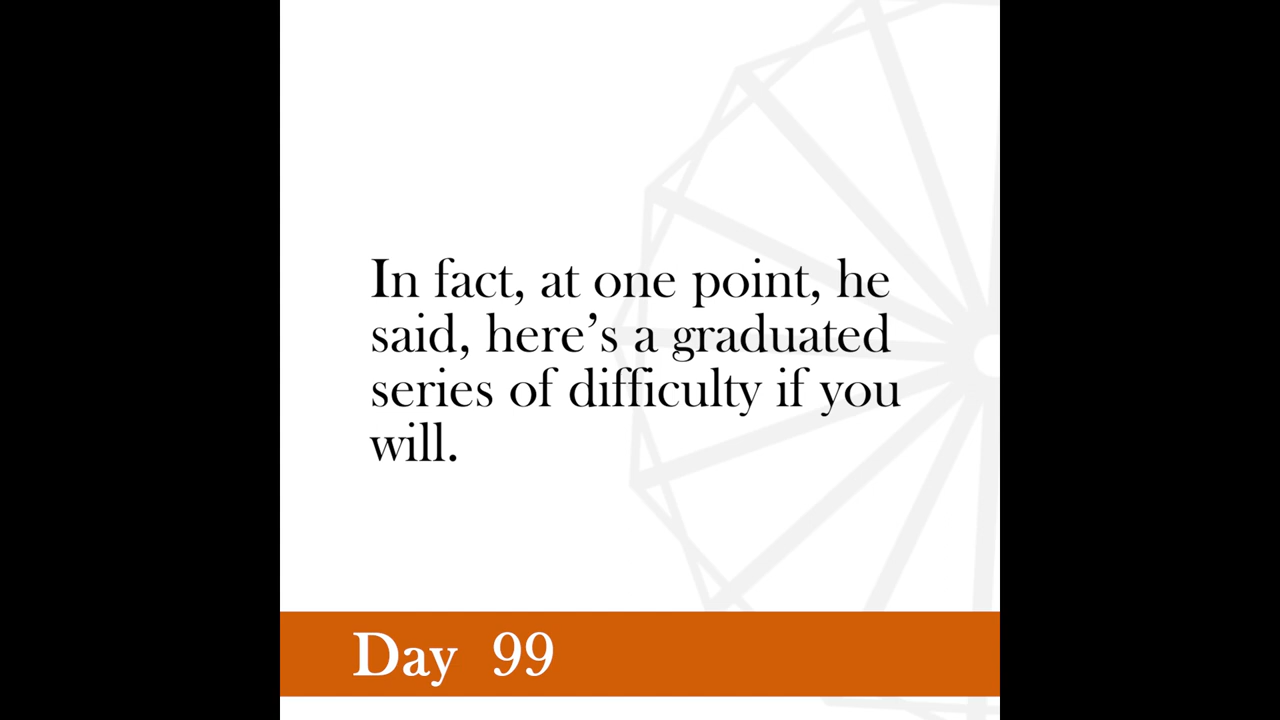 In fact, at one point, he
said, here’s a graduated
series of difficulty if you
will.
Day 99